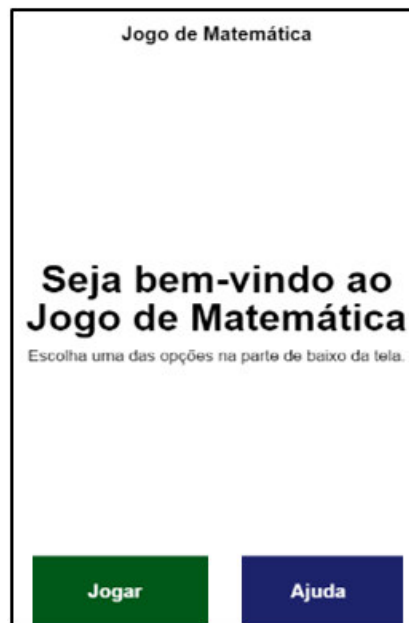 Jogo de Matemática
Seja bem-vindo ao
Jogo de Matemática
Escolha uma das opções na parte de baixo da tela.
Jogar
Ajuda